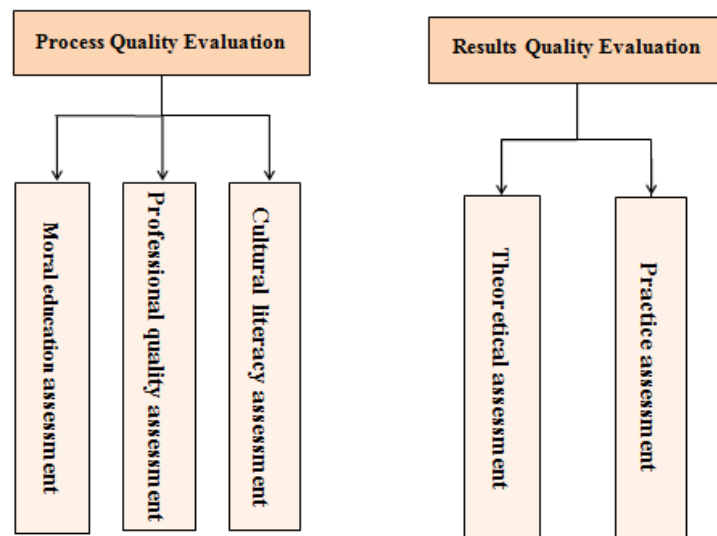 Process Quality Evaluation
Results Quality Evaluation
Moral education assessment
Professional quality assessment
Cultural literacy assessment
Theoretical assessment
Practice assessment